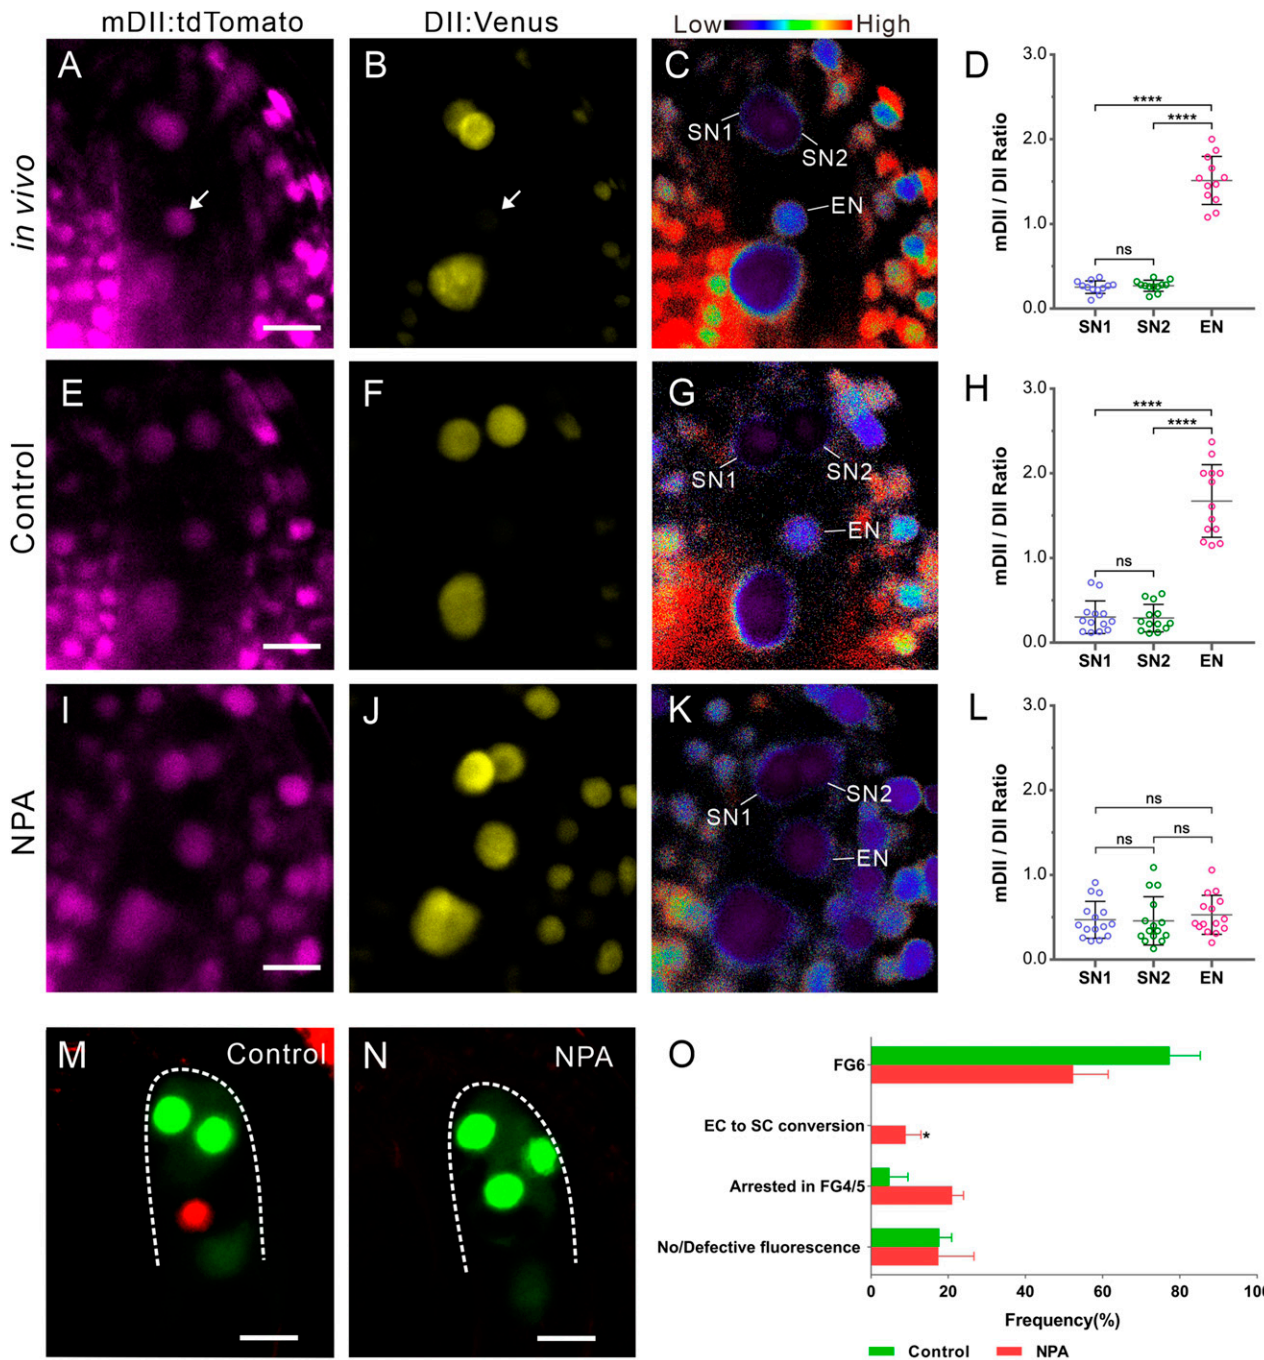 mDII:tdTomato
DII:Venus
Low High
in vivo
A
B
C
SN1
SN2
EN
D
mDII / DII Ratio
3.0
2.0
1.0
0.0
****
****
ns
SN1 SN2 EN
Control
E
F
G
SN1
SN2
EN
H
mDII / DII Ratio
3.0
2.0
1.0
0.0
****
****
ns
SN1 SN2 EN
NPA
I
J
K
SN1
SN2
EN
L
mDII / DII Ratio
3.0
2.0
1.0
0.0
ns
ns
ns
SN1 SN2 EN
M Control
N NPA
O
FG6
EC to SC conversion
*
Arrested in FG4/5
No/Defective fluorescence
0 20 40 60 80 100
Frequency(%)
Control NPA